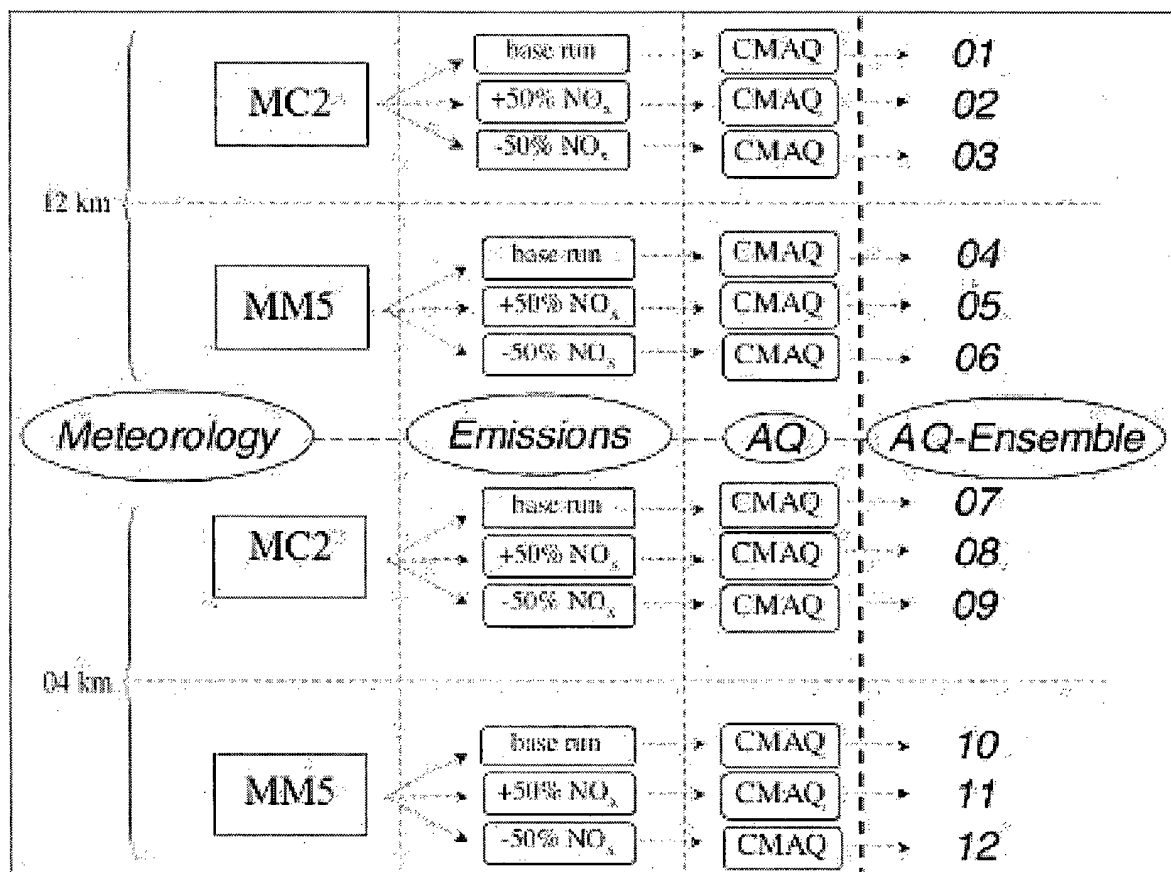 base run CMAQ 01
MC2 +50% NOx CMAQ 02
-50% NOx CMAQ 03
12 km
base run CMAQ 04
MM5 +50% NOx CMAQ 05
-50% NOx CMAQ 06
Meteorology Emissions AQ AQ-Ensemble
base run CMAQ 07
MC2 +50% NOx CMAQ 08
-50% NOx CMAQ 09
04 km
base run CMAQ 10
MM5 +50% NOx CMAQ 11
-50% NOx CMAQ 12